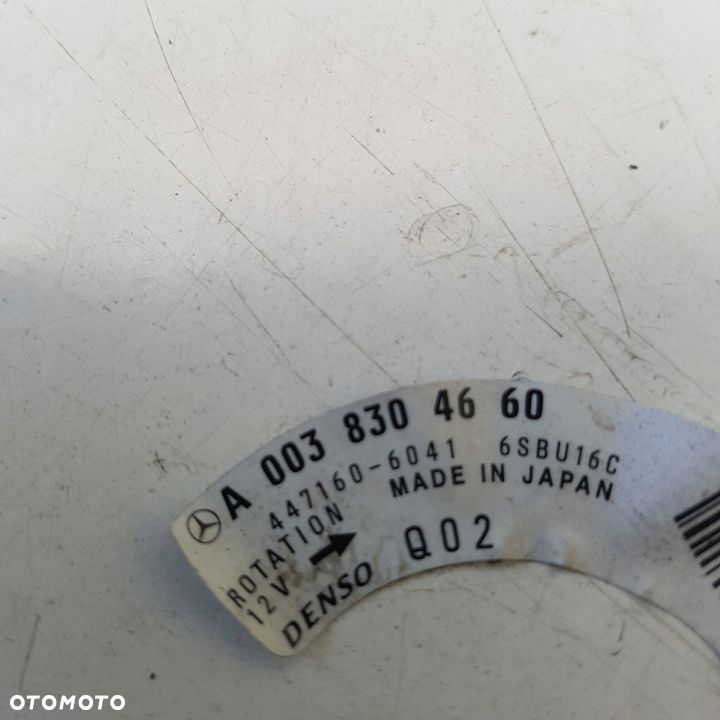 A 003 830 46 60
447160-6041 6SBU16C
ROTATION MADE IN JAPAN
12V
DENSO Q02
OTOMOTO